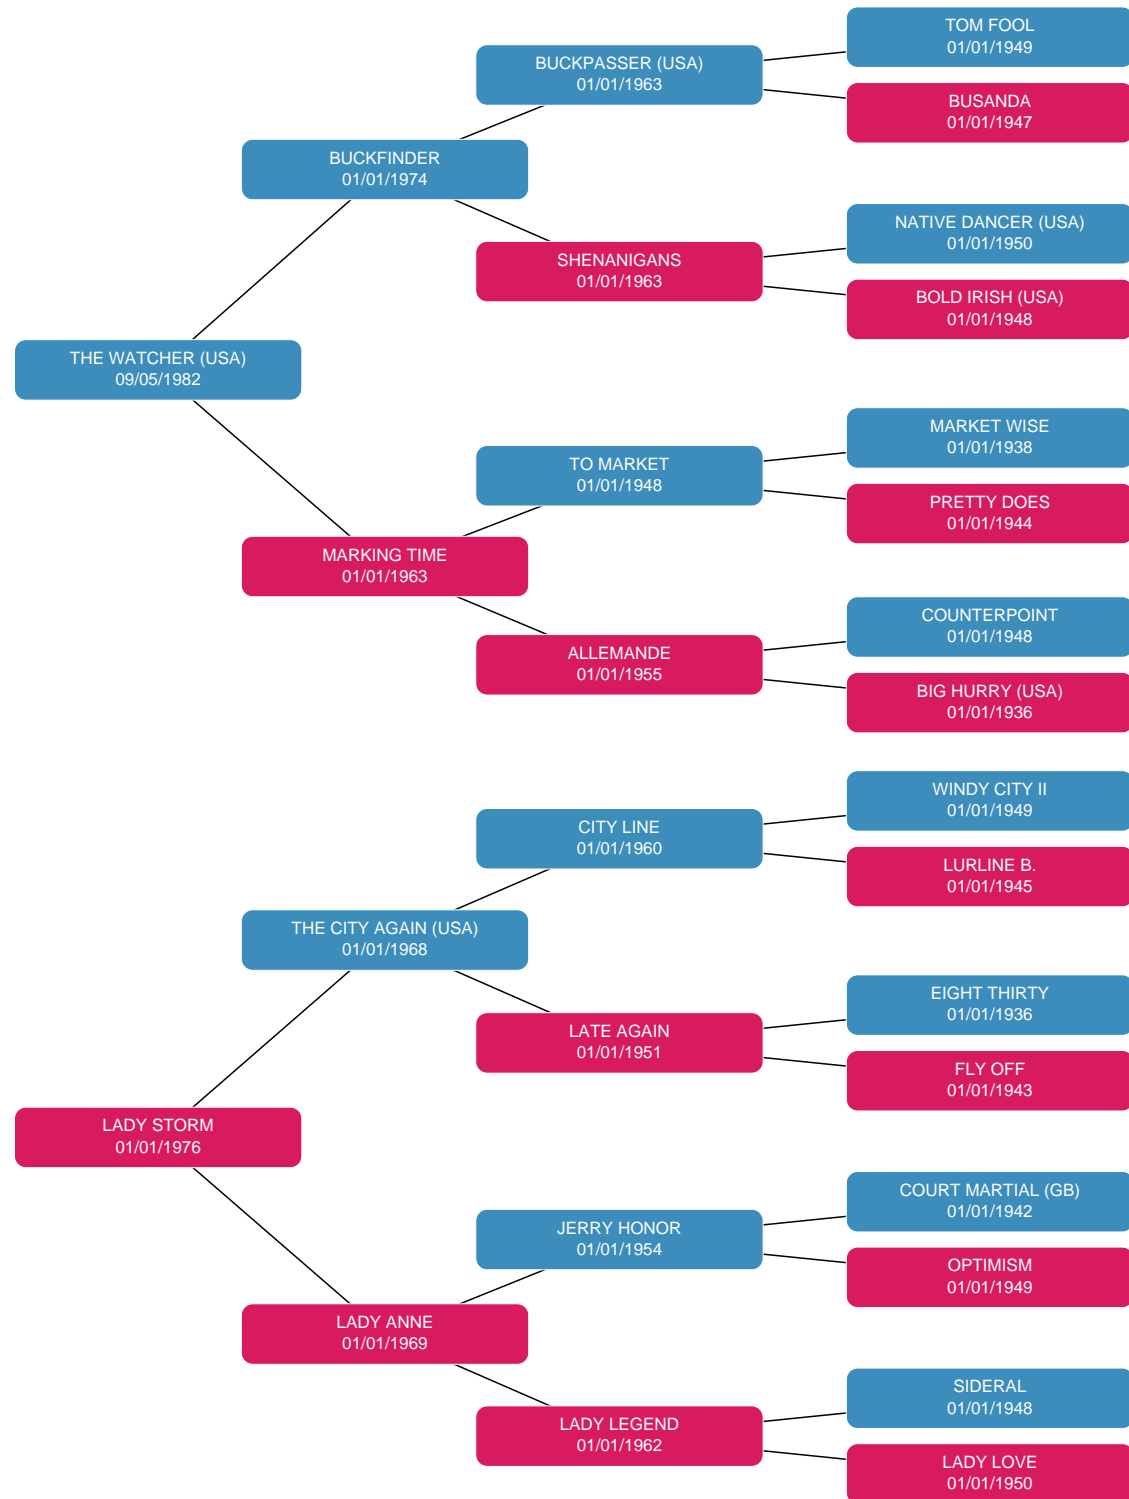 TOM FOOL
01/01/1949
BUCKPASSER (USA)
01/01/1963
BUSANDA
01/01/1947
BUCKFINDER
01/01/1974
NATIVE DANCER (USA)
01/01/1950
SHENANIGANS
01/01/1963
BOLD IRISH (USA)
01/01/1948
THE WATCHER (USA)
09/05/1982
MARKET WISE
01/01/1938
TO MARKET
01/01/1948
PRETTY DOES
01/01/1944
MARKING TIME
01/01/1963
COUNTERPOINT
01/01/1948
ALLEMANDE
01/01/1955
BIG HURRY (USA)
01/01/1936
WINDY CITY II
01/01/1949
CITY LINE
01/01/1960
LURLINE B.
01/01/1945
THE CITY AGAIN (USA)
01/01/1968
EIGHT THIRTY
01/01/1936
LATE AGAIN
01/01/1951
FLY OFF
01/01/1943
LADY STORM
01/01/1976
COURT MARTIAL (GB)
01/01/1942
JERRY HONOR
01/01/1954
OPTIMISM
01/01/1949
LADY ANNE
01/01/1969
SIDERAL
01/01/1948
LADY LEGEND
01/01/1962
LADY LOVE
01/01/1950